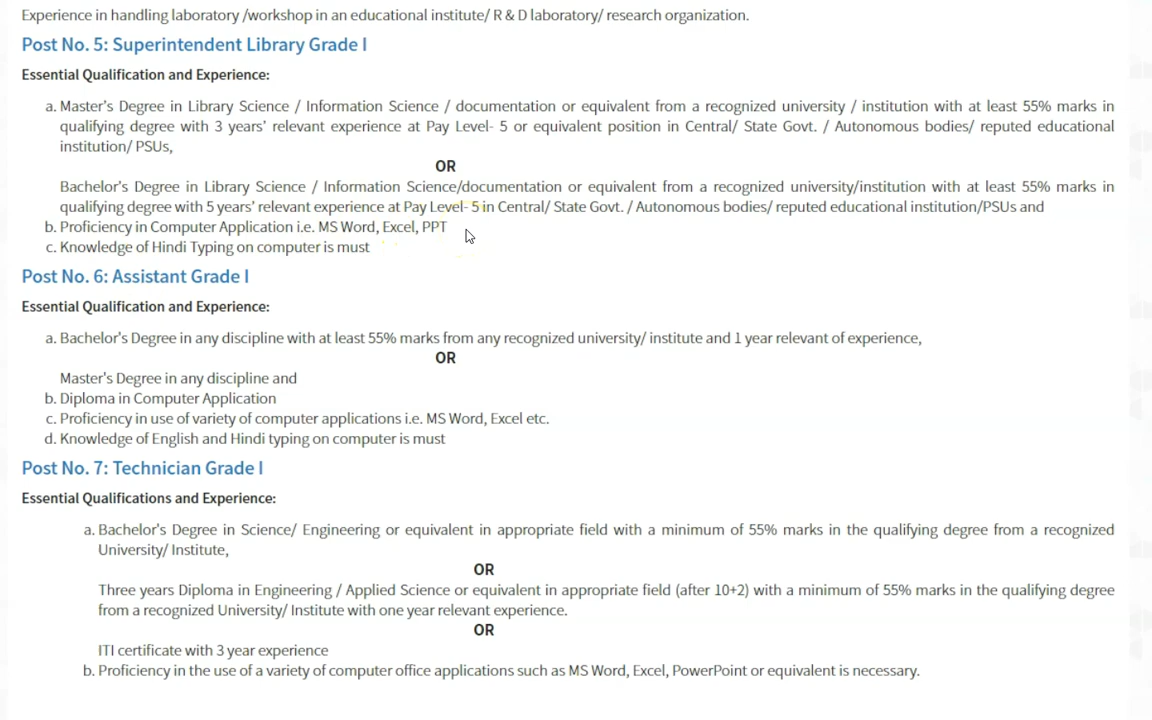 Experience in handling laboratory /workshop in an educational institute/ R & D laboratory/ research organization.
Post No. 5: Superintendent Library Grade I
Essential Qualification and Experience:
a. Master's Degree in Library Science / Information Science / documentation or equivalent from a recognized university / institution with at least 55% marks in
qualifying degree with 3 years’ relevant experience at Pay Level- 5 or equivalent position in Central/ State Govt. / Autonomous bodies/ reputed educational
institution/ PSUs,
OR
Bachelor's Degree in Library Science / Information Science/documentation or equivalent from a recognized university/institution with at least 55% marks in
qualifying degree with 5 years’ relevant experience at Pay Level- 5 in Central/ State Govt. / Autonomous bodies/ reputed educational institution/PSUs and
b. Proficiency in Computer Application i.e. MS Word, Excel, PPT
c. Knowledge of Hindi Typing on computer is must
Post No. 6: Assistant Grade I
Essential Qualification and Experience:
a. Bachelor's Degree in any discipline with at least 55% marks from any recognized university/ institute and 1 year relevant of experience,
OR
Master's Degree in any discipline and
b. Diploma in Computer Application
c. Proficiency in use of variety of computer applications i.e. MS Word, Excel etc.
d. Knowledge of English and Hindi typing on computer is must
Post No. 7: Technician Grade I
Essential Qualifications and Experience:
a. Bachelor's Degree in Science/ Engineering or equivalent in appropriate field with a minimum of 55% marks in the qualifying degree from a recognized
University/ Institute,
OR
Three years Diploma in Engineering / Applied Science or equivalent in appropriate field (after 10+2) with a minimum of 55% marks in the qualifying degree
from a recognized University/ Institute with one year relevant experience.
OR
ITI certificate with 3 year experience
b. Proficiency in the use of a variety of computer office applications such as MS Word, Excel, PowerPoint or equivalent is necessary.